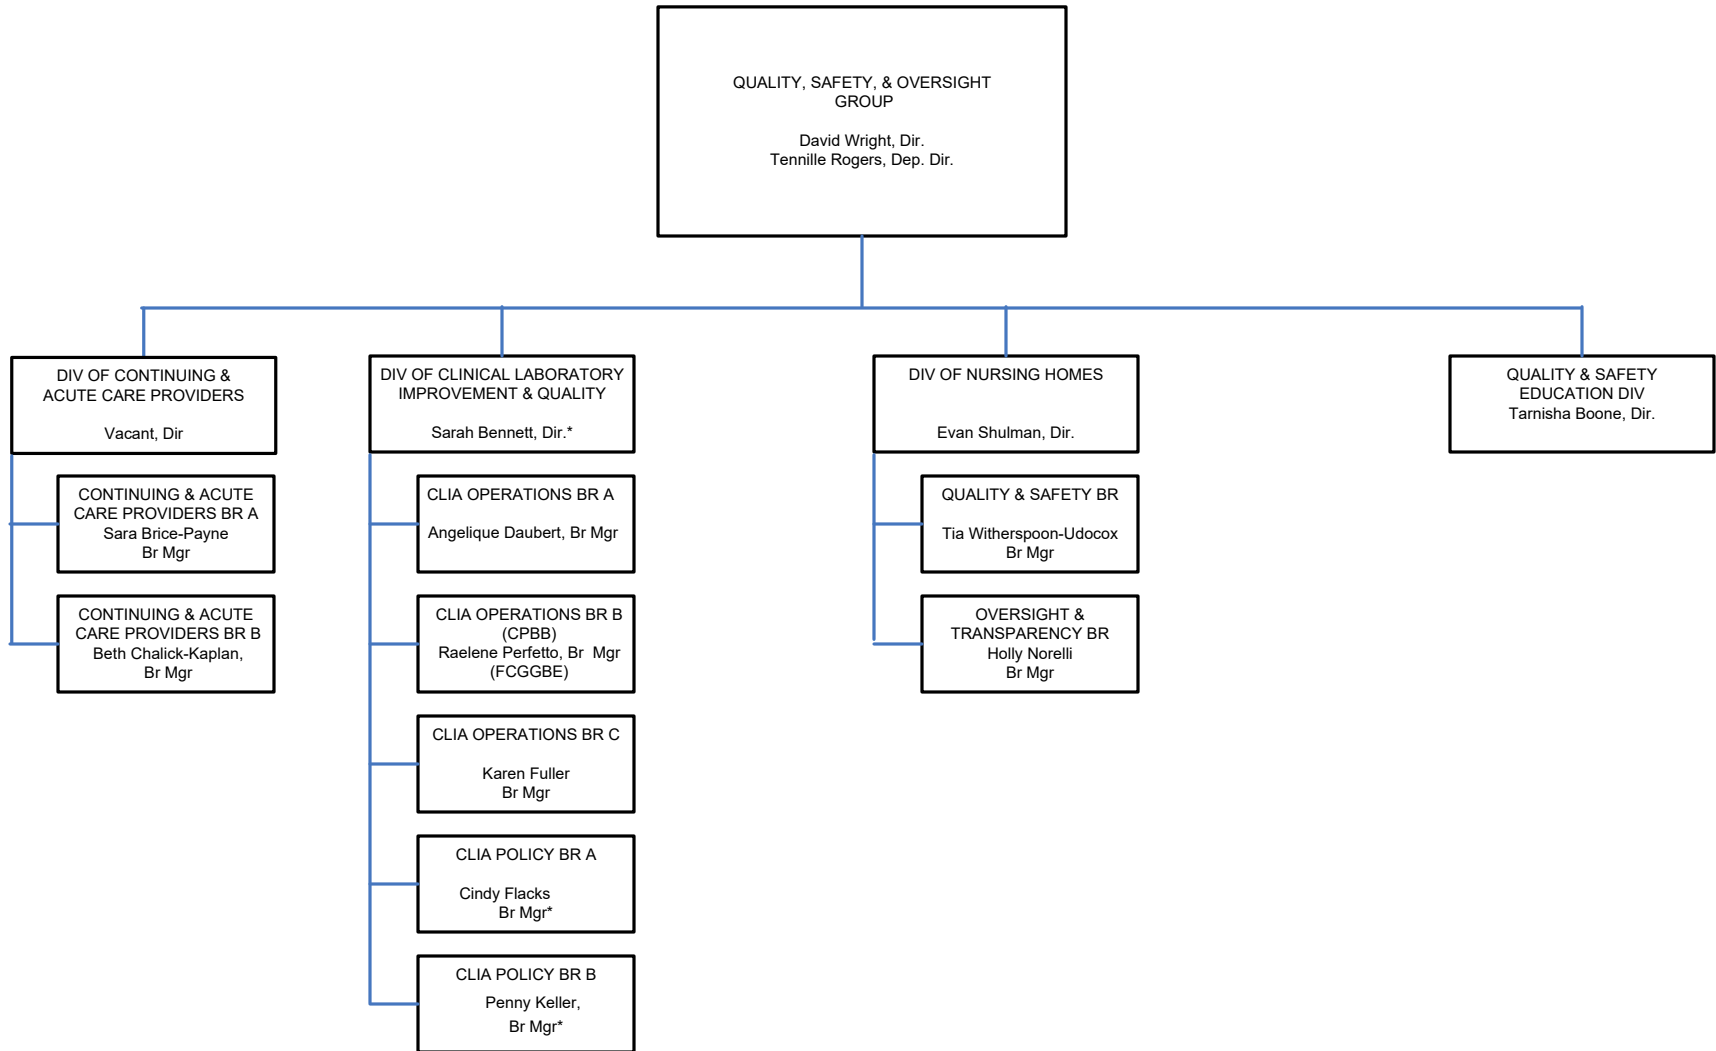 QUALITY, SAFETY, & OVERSIGHT
GROUP
David Wright, Dir.
Tennille Rogers, Dep. Dir.
DIV OF CONTINUING &
ACUTE CARE PROVIDERS
Vacant, Dir
CONTINUING & ACUTE
CARE PROVIDERS BR A
Sara Brice-Payne
Br Mgr
CONTINUING & ACUTE
CARE PROVIDERS BR B
Beth Chalick-Kaplan,
Br Mgr
DIV OF CLINICAL LABORATORY
IMPROVEMENT & QUALITY
Sarah Bennett, Dir.*
CLIA OPERATIONS BR A
Angelique Daubert, Br Mgr
CLIA OPERATIONS BR B
(CPBB)
Raelene Perfetto, Br  Mgr
(FCGGBE)
CLIA OPERATIONS BR C
Karen Fuller
Br Mgr
CLIA POLICY BR A
Cindy Flacks
Br Mgr*
CLIA POLICY BR B
Penny Keller,
Br Mgr*
DIV OF NURSING HOMES
Evan Shulman, Dir.
QUALITY & SAFETY BR
Tia Witherspoon-Udocox
Br Mgr
OVERSIGHT &
TRANSPARENCY BR
Holly Norelli
Br Mgr
QUALITY & SAFETY
EDUCATION DIV
Tarnisha Boone, Dir.